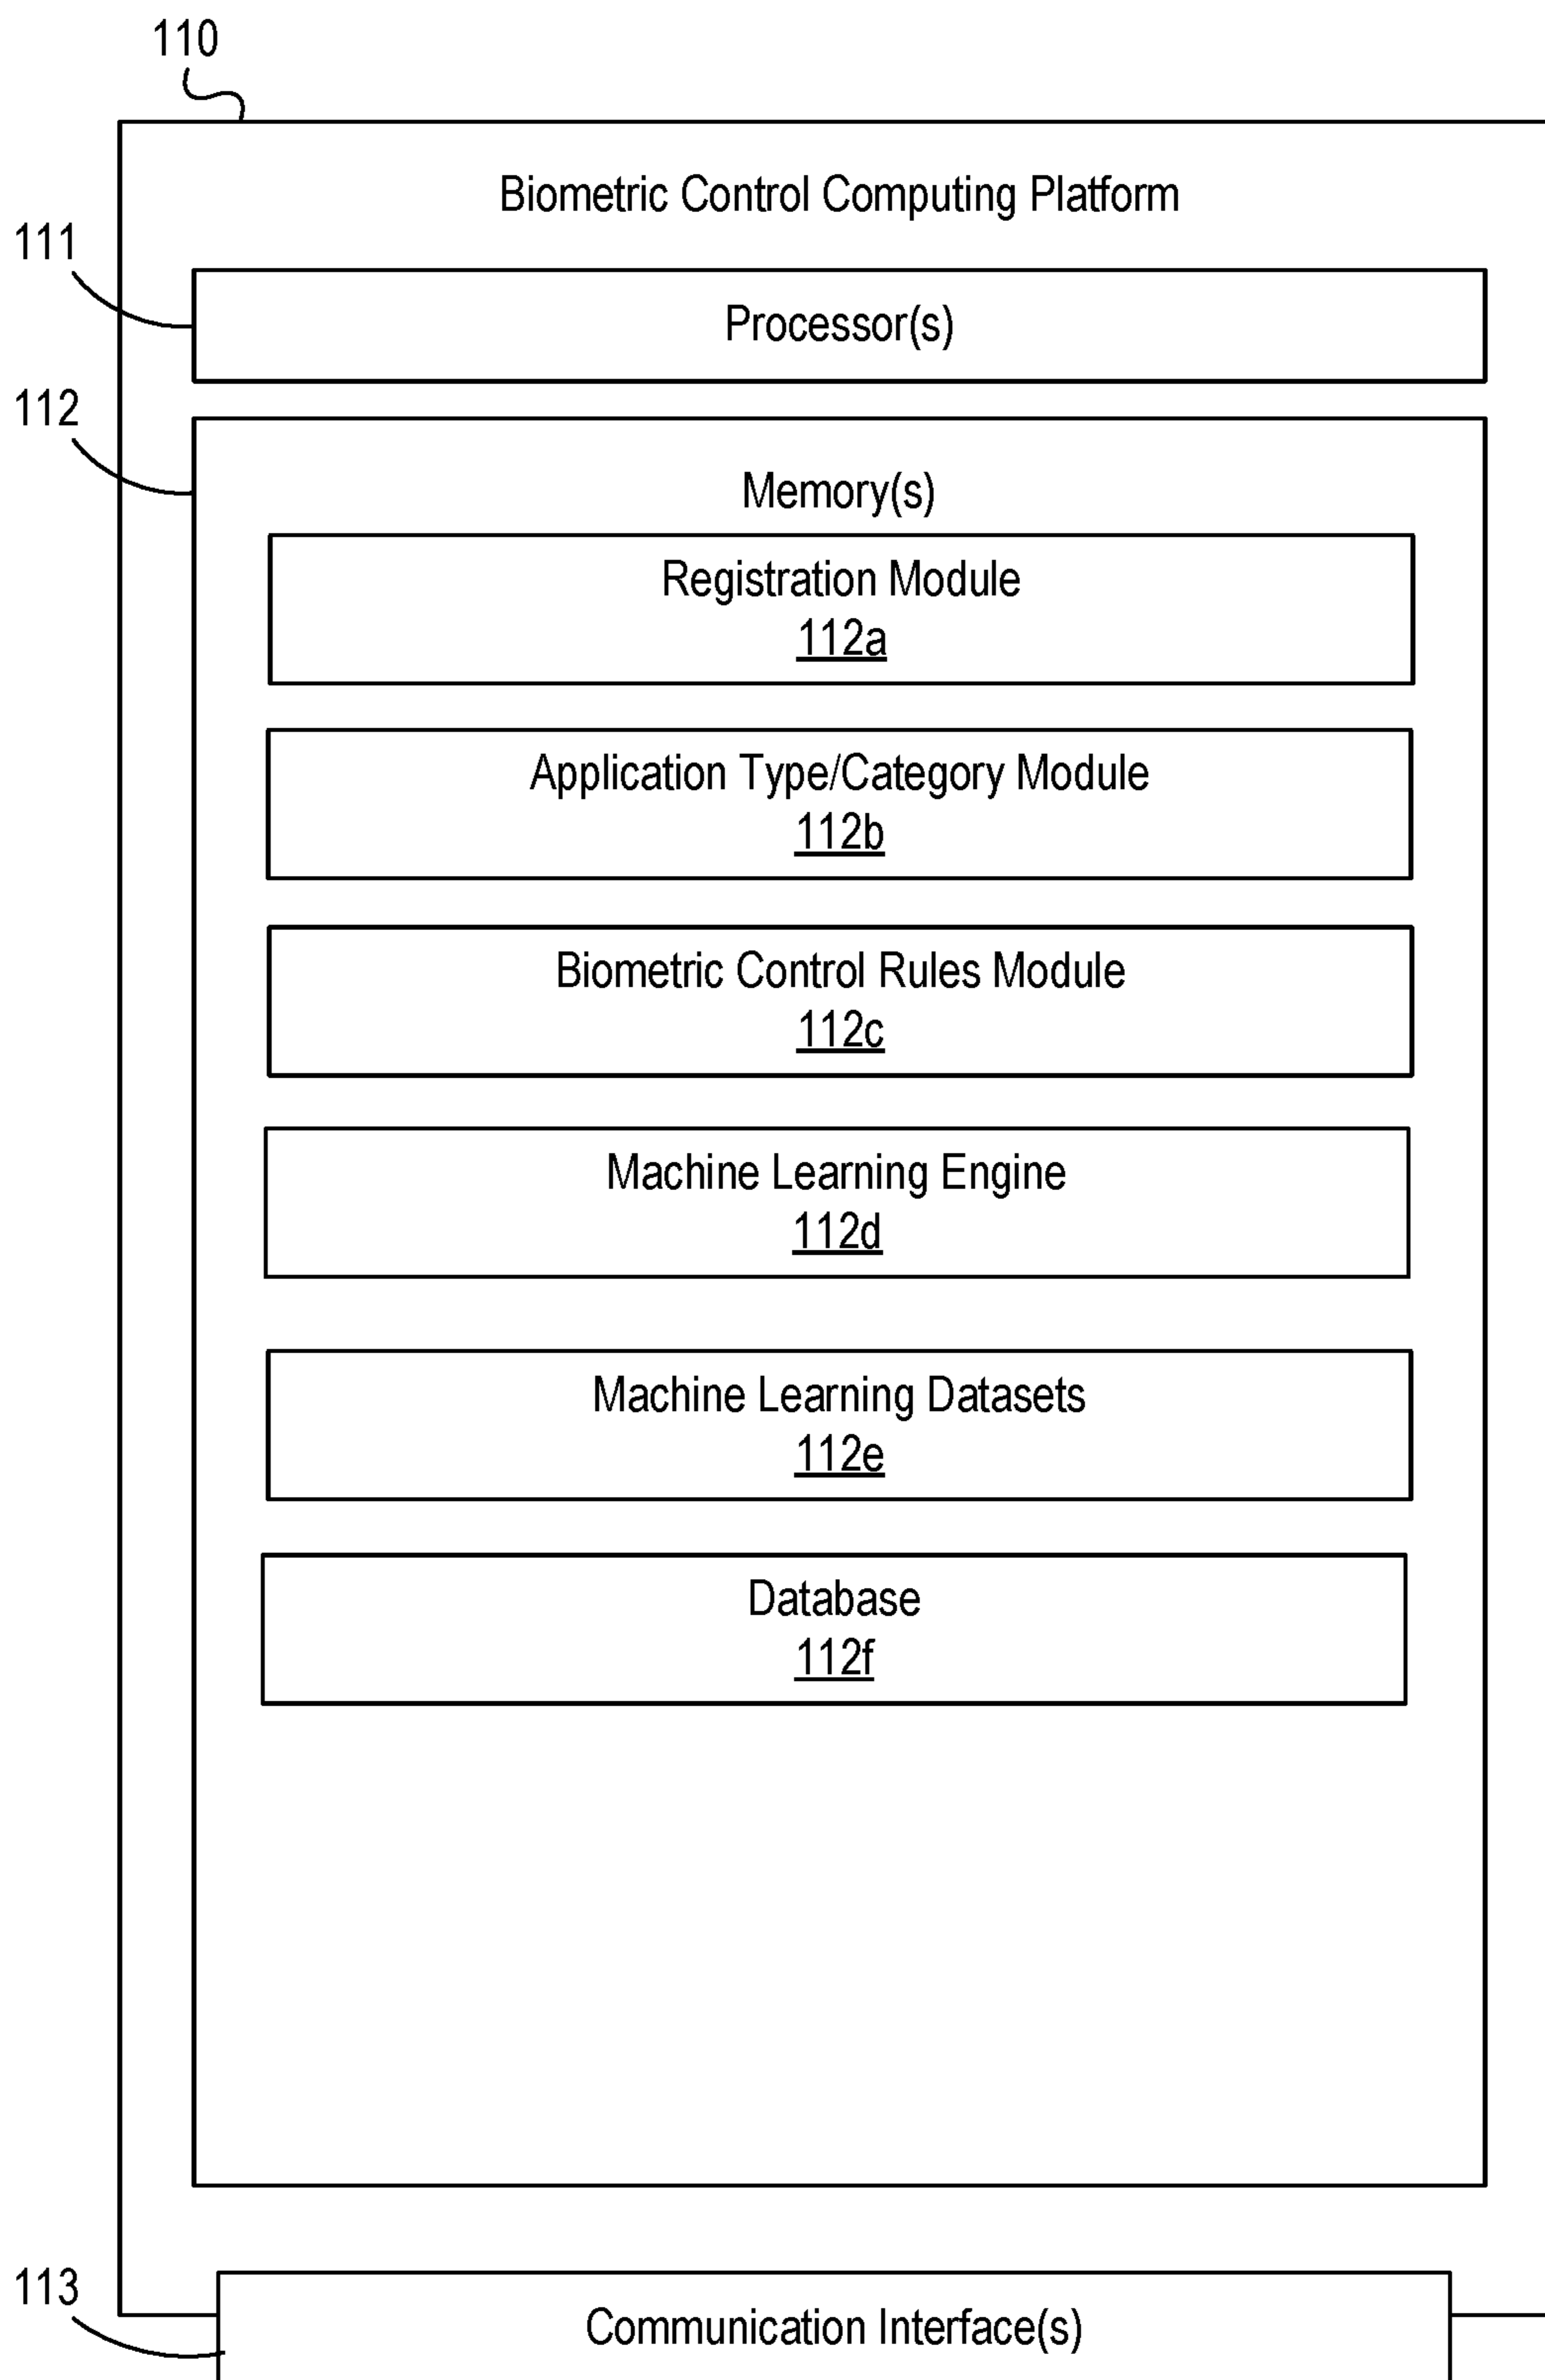 110
Biometric Control Computing Platform
111
Processor(s)
112
Memory(s)
Registration Module
112a
Application Type/Category Module
112b
Biometric Control Rules Module
112c
Machine Learning Engine
112d
Machine Learning Datasets
112e
Database
112f
113
Communication Interface(s)